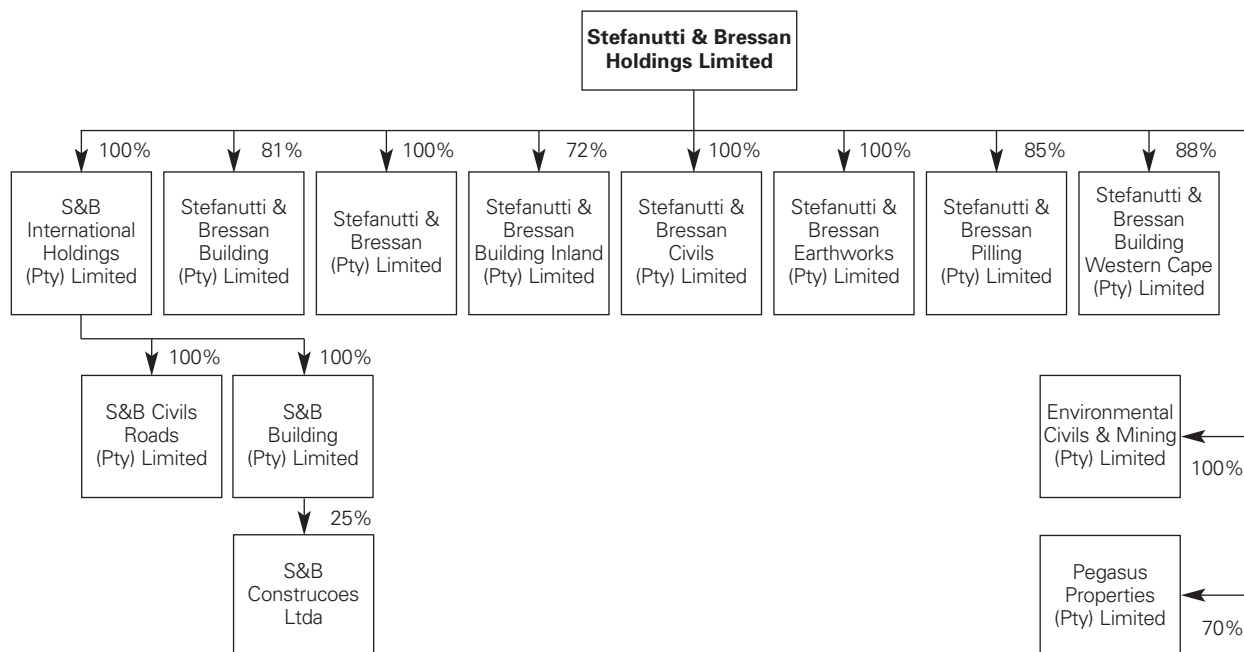 Stefanutti & Bressan
Holdings Limited
100%
81%
100%
72%
100%
100%
85%
88%
S&B
International
Holdings
(Pty) Limited
Stefanutti &
Bressan
Building
(Pty) Limited
Stefanutti &
Bressan
(Pty) Limited
Stefanutti &
Bressan
Building Inland
(Pty) Limited
Stefanutti &
Bressan
Civils
(Pty) Limited
Stefanutti &
Bressan
Earthworks
(Pty) Limited
Stefanutti &
Bressan
Pilling
(Pty) Limited
Stefanutti &
Bressan
Building
Western Cape
(Pty) Limited
100%
100%
S&B Civils
Roads
(Pty) Limited
S&B
Building
(Pty) Limited
Environmental
Civils & Mining
(Pty) Limited
100%
25%
S&B
Construcoes
Ltda
Pegasus
Properties
(Pty) Limited
70%